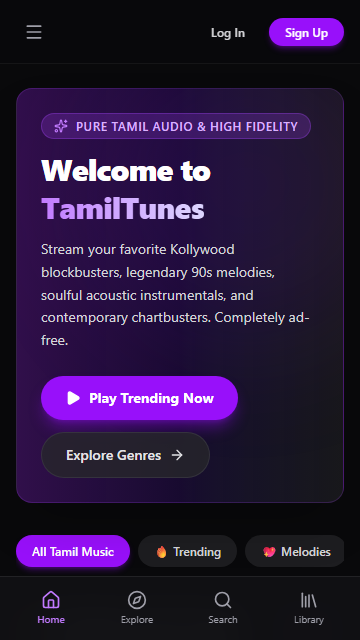 Log In
Sign Up
PURE TAMIL AUDIO & HIGH FIDELITY
Welcome to
TamilTunes
Stream your favorite Kollywood
blockbusters, legendary 90s melodies,
soulful acoustic instrumentals, and
contemporary chartbusters. Completely ad-
free.
Play Trending Now
Explore Genres
All Tamil Music
Trending
Melodies
Home
Explore
Search
Library